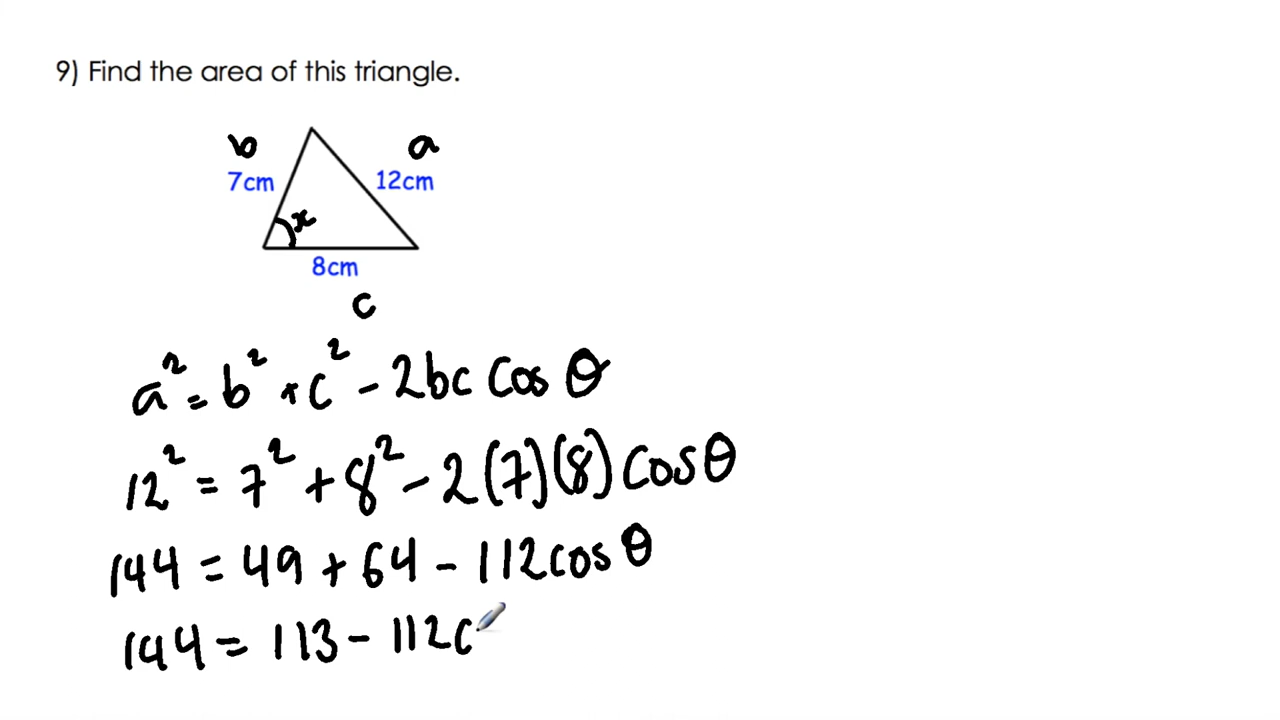 9) Find the area of this triangle.
b
a
7cm
12cm
x
8cm
c
a² = b² + c² - 2bc cos θ
12² = 7² + 8² - 2(7)(8) cos θ
144 = 49 + 64 - 112cos θ
144 = 113 - 112c